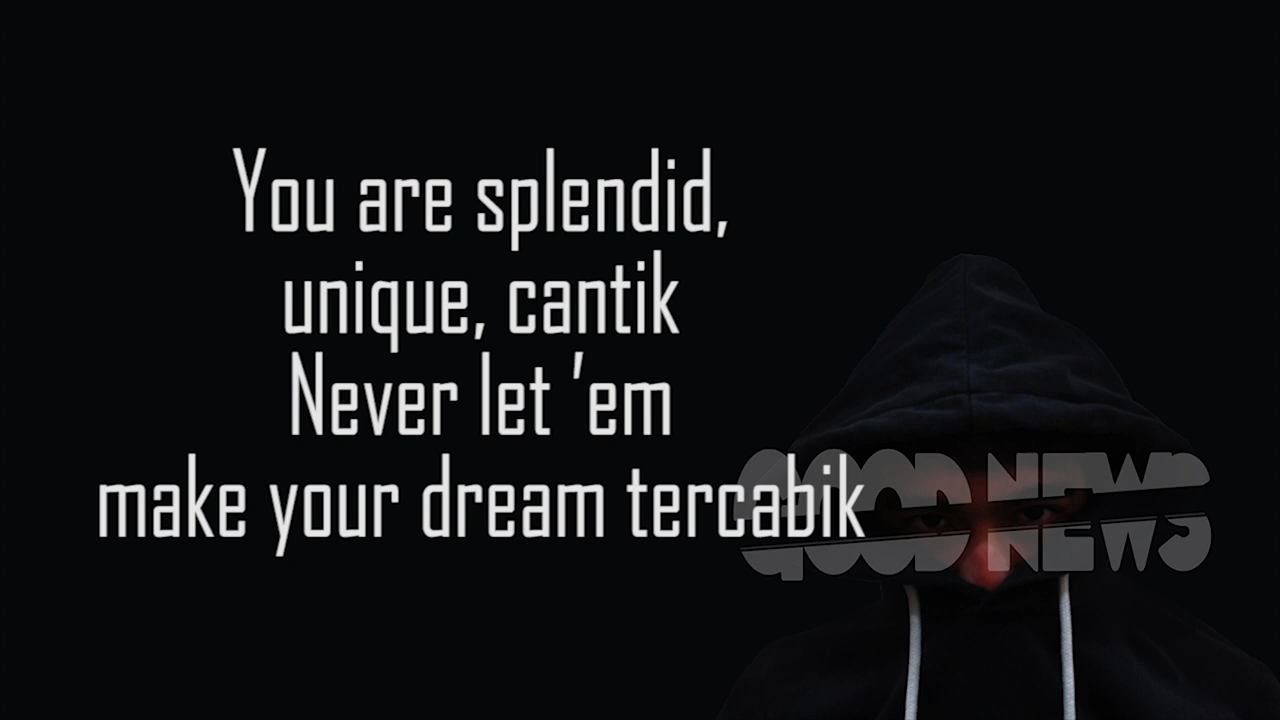 You are splendid,
unique, cantik
Never let 'em
make your dream tercabik
GOOD NEWS